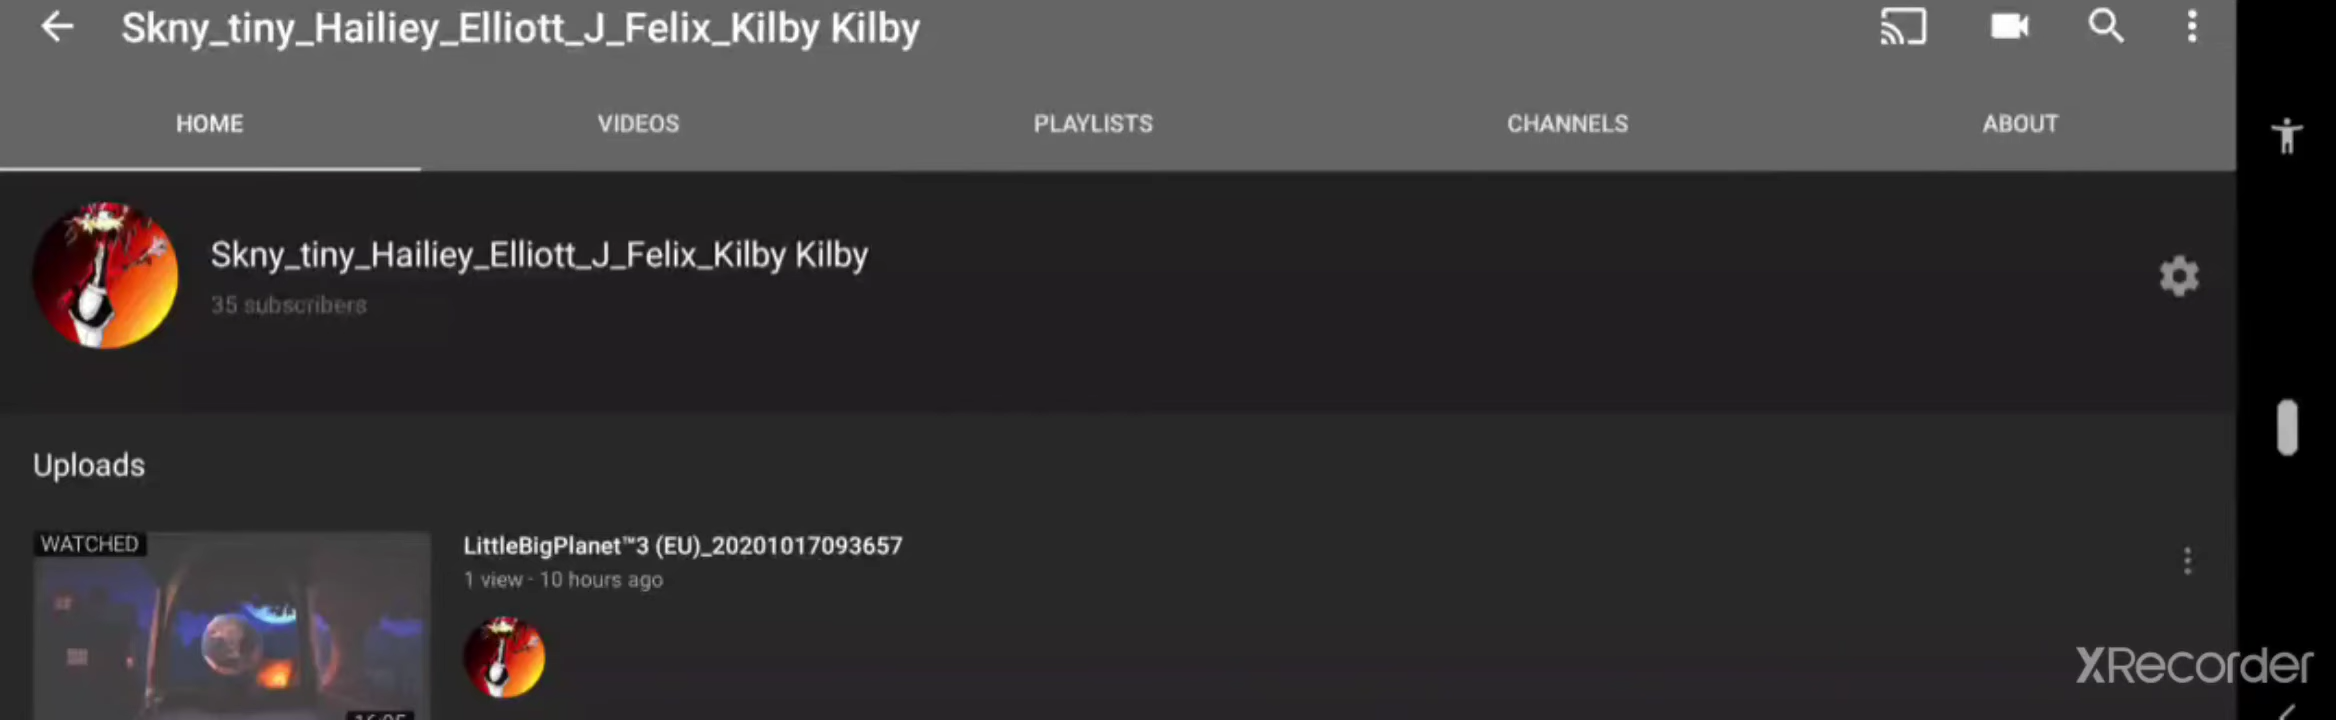 Skny_tiny_Hailiey_Elliott_J_Felix_Kilby Kilby
HOME VIDEOS PLAYLISTS CHANNELS ABOUT
Skny_tiny_Hailiey_Elliott_J_Felix_Kilby Kilby
35 subscribers
Uploads
WATCHED
LittleBigPlanet™3 (EU)_20201017093657
1 view · 10 hours ago
XRecorder